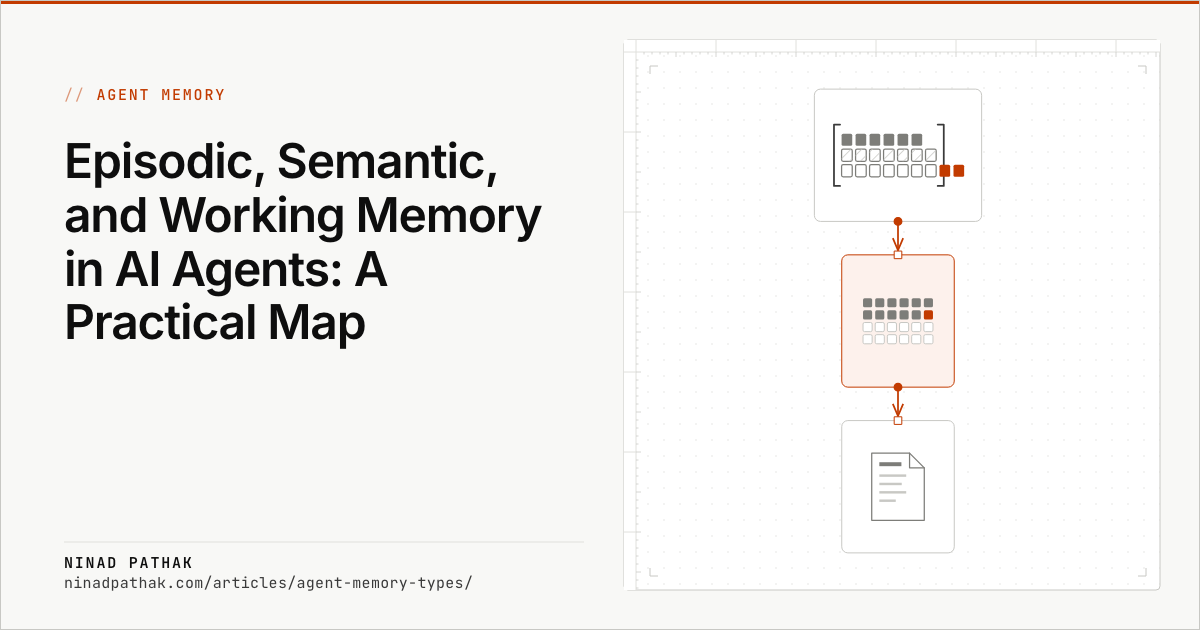 // AGENT MEMORY
Episodic, Semantic,
and Working Memory
in AI Agents: A
Practical Map
NINAD PATHAK
ninadpathak.com/articles/agent-memory-types/